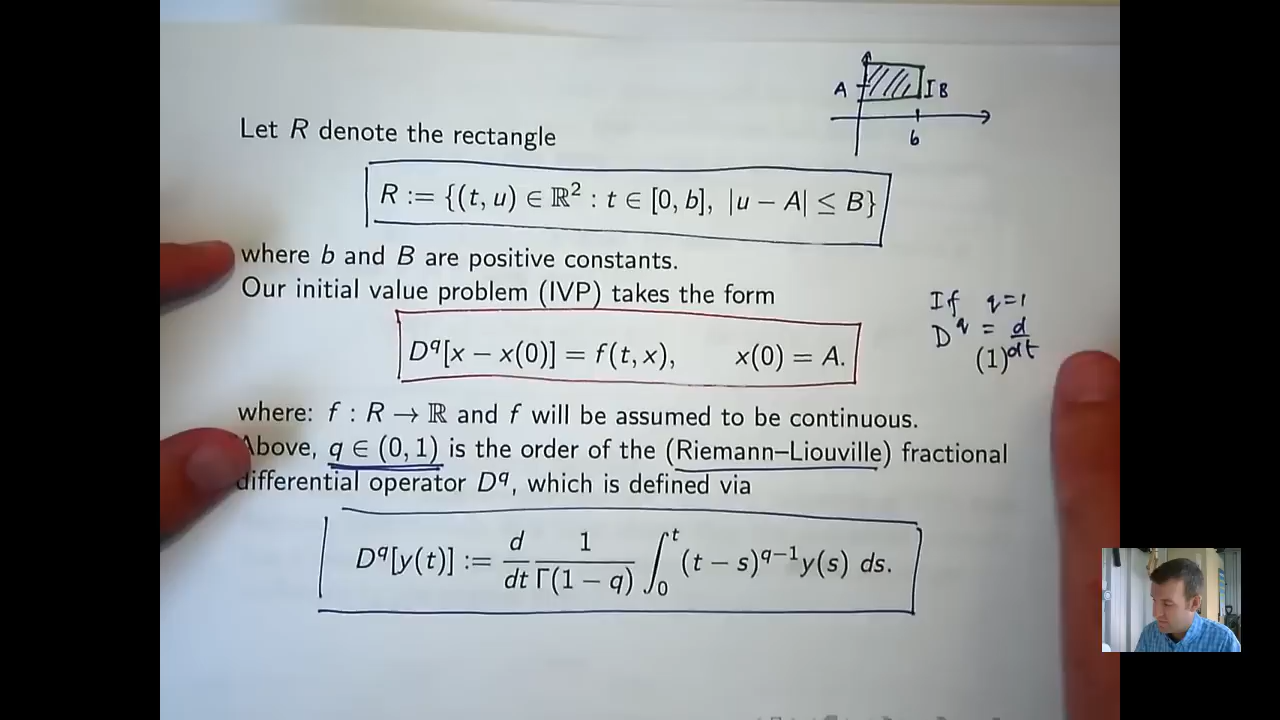 A
B
b
Let R denote the rectangle
R := {(t, u) ∈ ℝ² : t ∈ [0, b], |u − A| ≤ B}
where b and B are positive constants.
Our initial value problem (IVP) takes the form
If q=1
D^q = d/dt
(1)
D^q[x − x(0)] = f(t, x), x(0) = A.
where: f : R → ℝ and f will be assumed to be continuous.
Above, q ∈ (0, 1) is the order of the (Riemann–Liouville) fractional
differential operator D^q, which is defined via
D^q[y(t)] := d/dt 1/Γ(1 − q) ∫₀^t (t − s)^{q−1} y(s) ds.